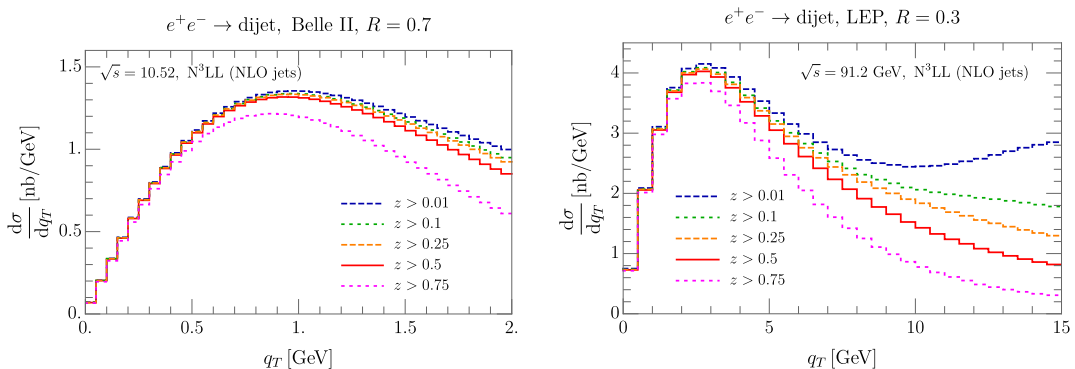 e⁺e⁻ → dijet, Belle II, R = 0.7
√s = 10.52, N³LL (NLO jets)
dσ/dq_T [nb/GeV]
1.5
1.
0.5
0.
z > 0.01
z > 0.1
z > 0.25
z > 0.5
z > 0.75
0.0 0.5 1. 1.5 2.
q_T [GeV]
e⁺e⁻ → dijet, LEP, R = 0.3
√s = 91.2 GeV, N³LL (NLO jets)
dσ/dq_T [nb/GeV]
4
3
2
1
0
z > 0.01
z > 0.1
z > 0.25
z > 0.5
z > 0.75
0 5 10 15
q_T [GeV]